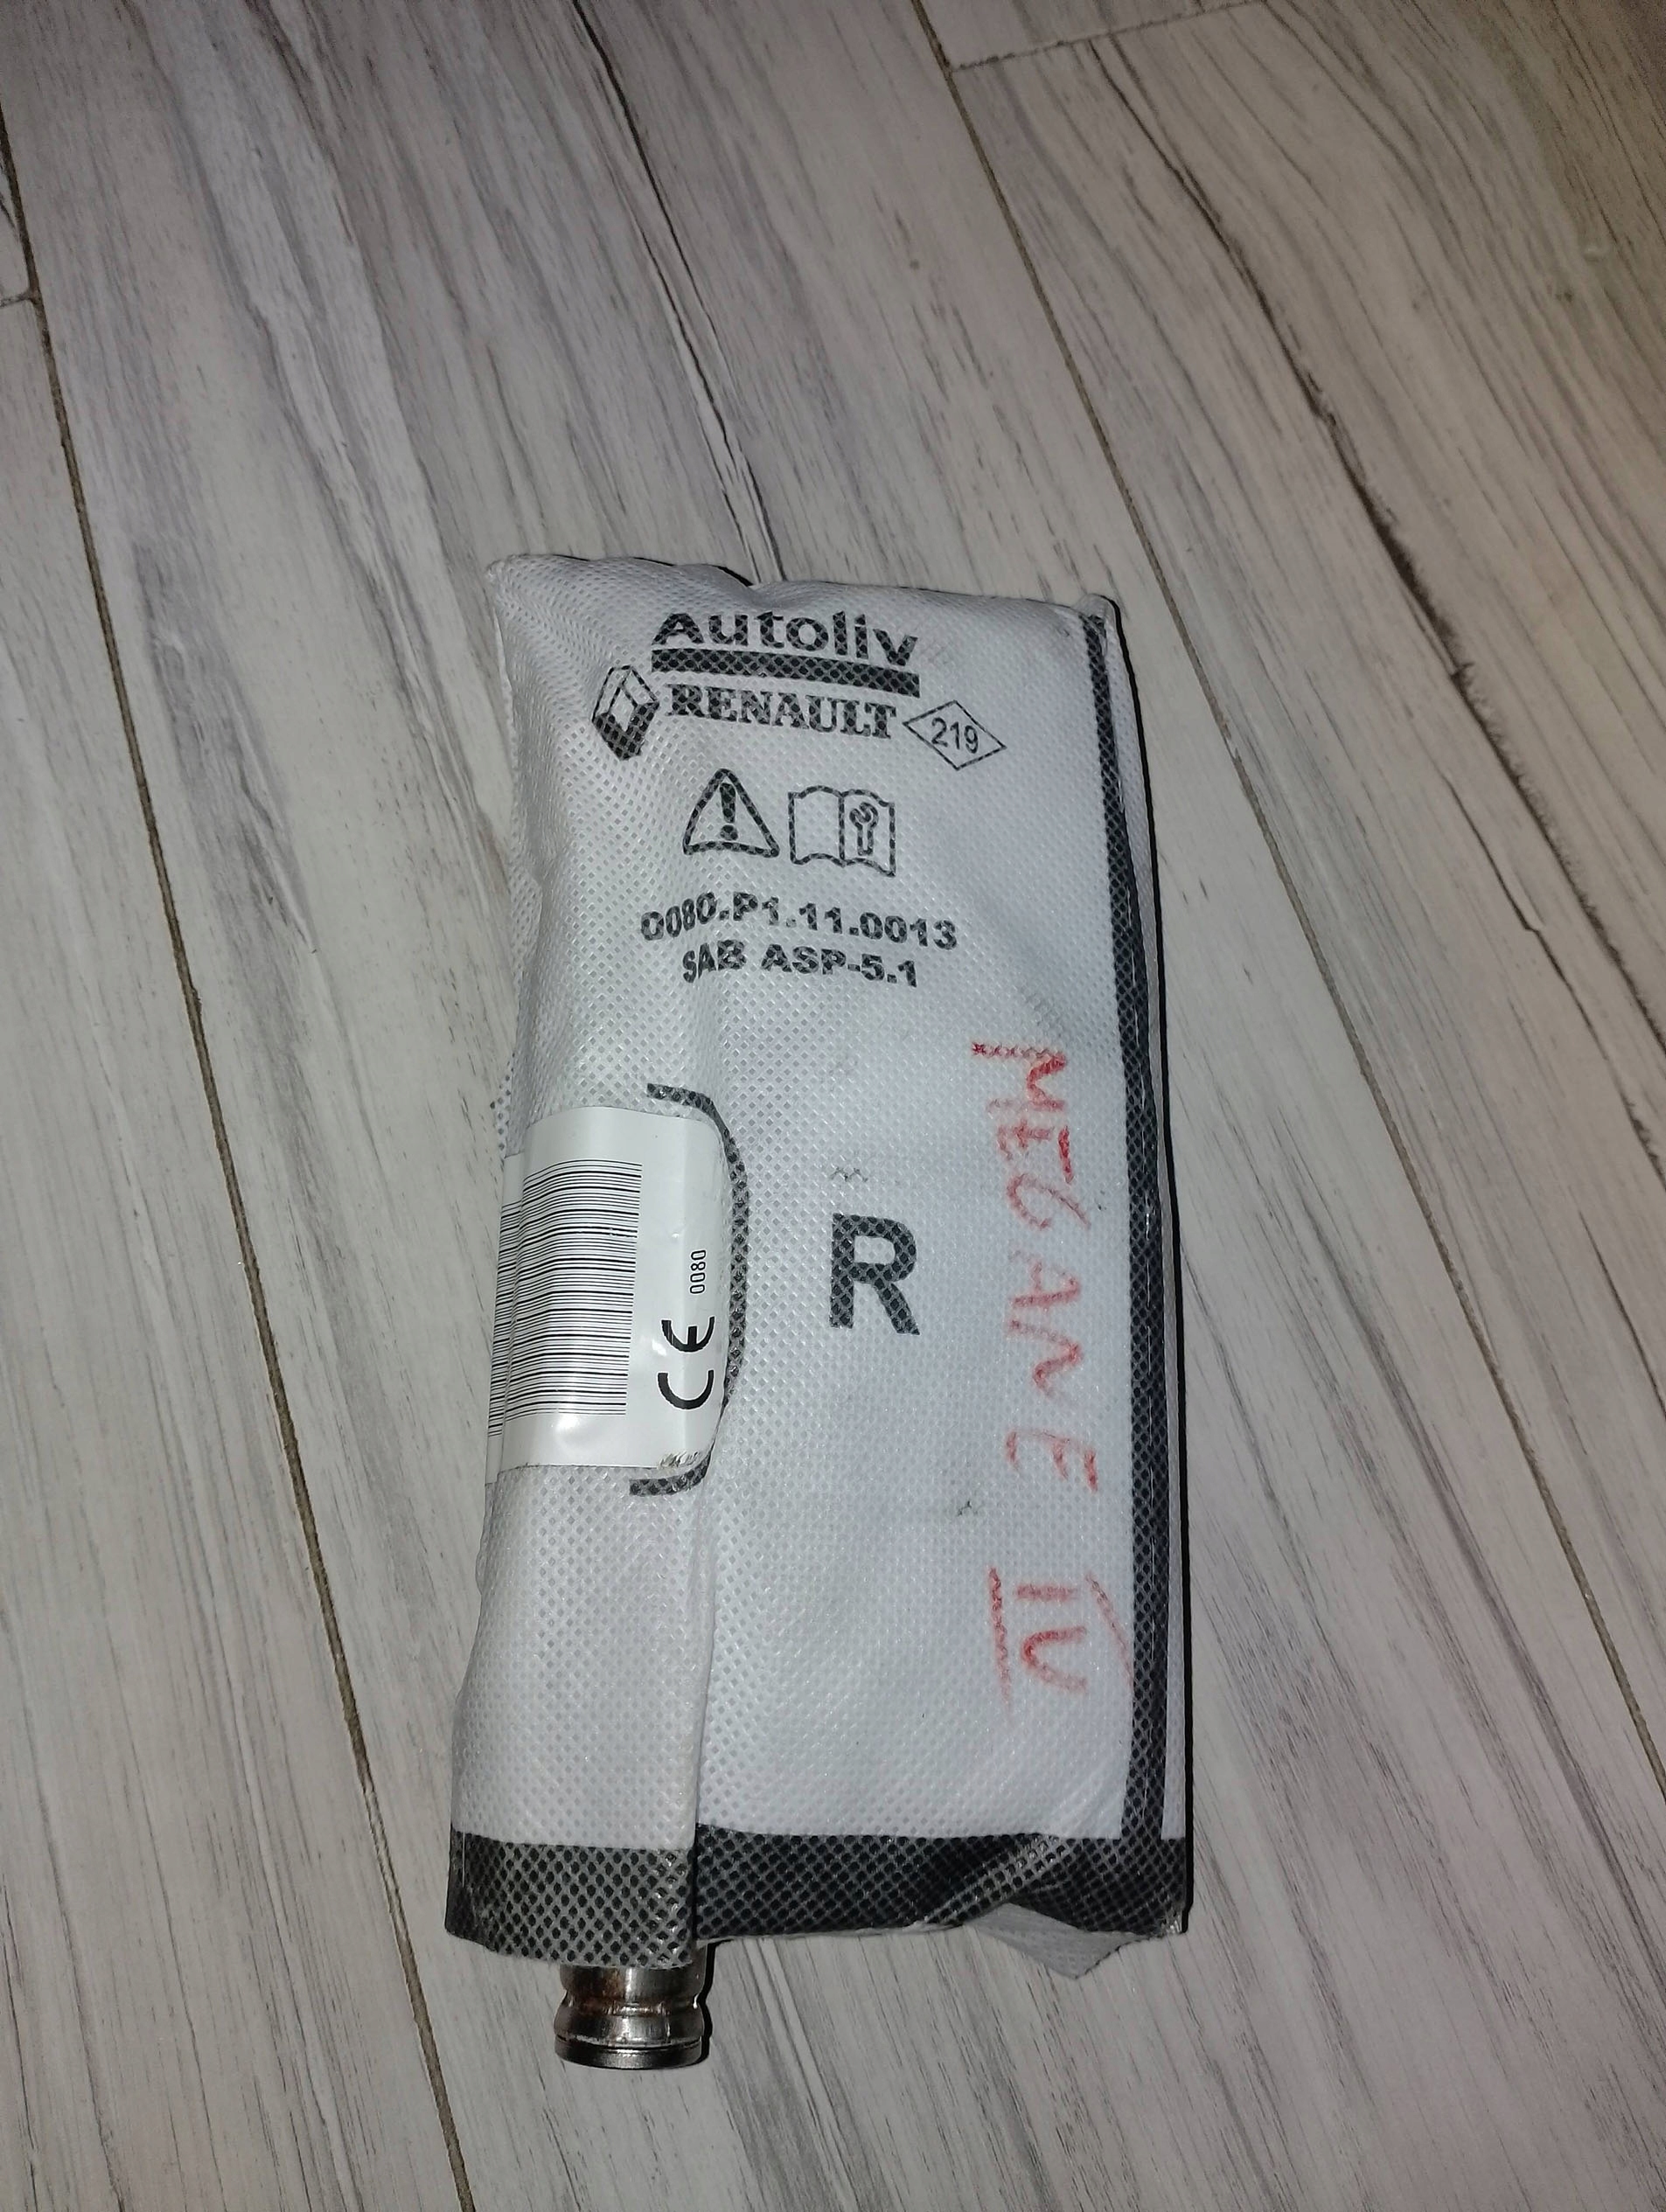 Autoliv
RENAULT 219
0080.P1.11.0013
SAB ASP-5.1
R
CE 0080
MEGANE IV